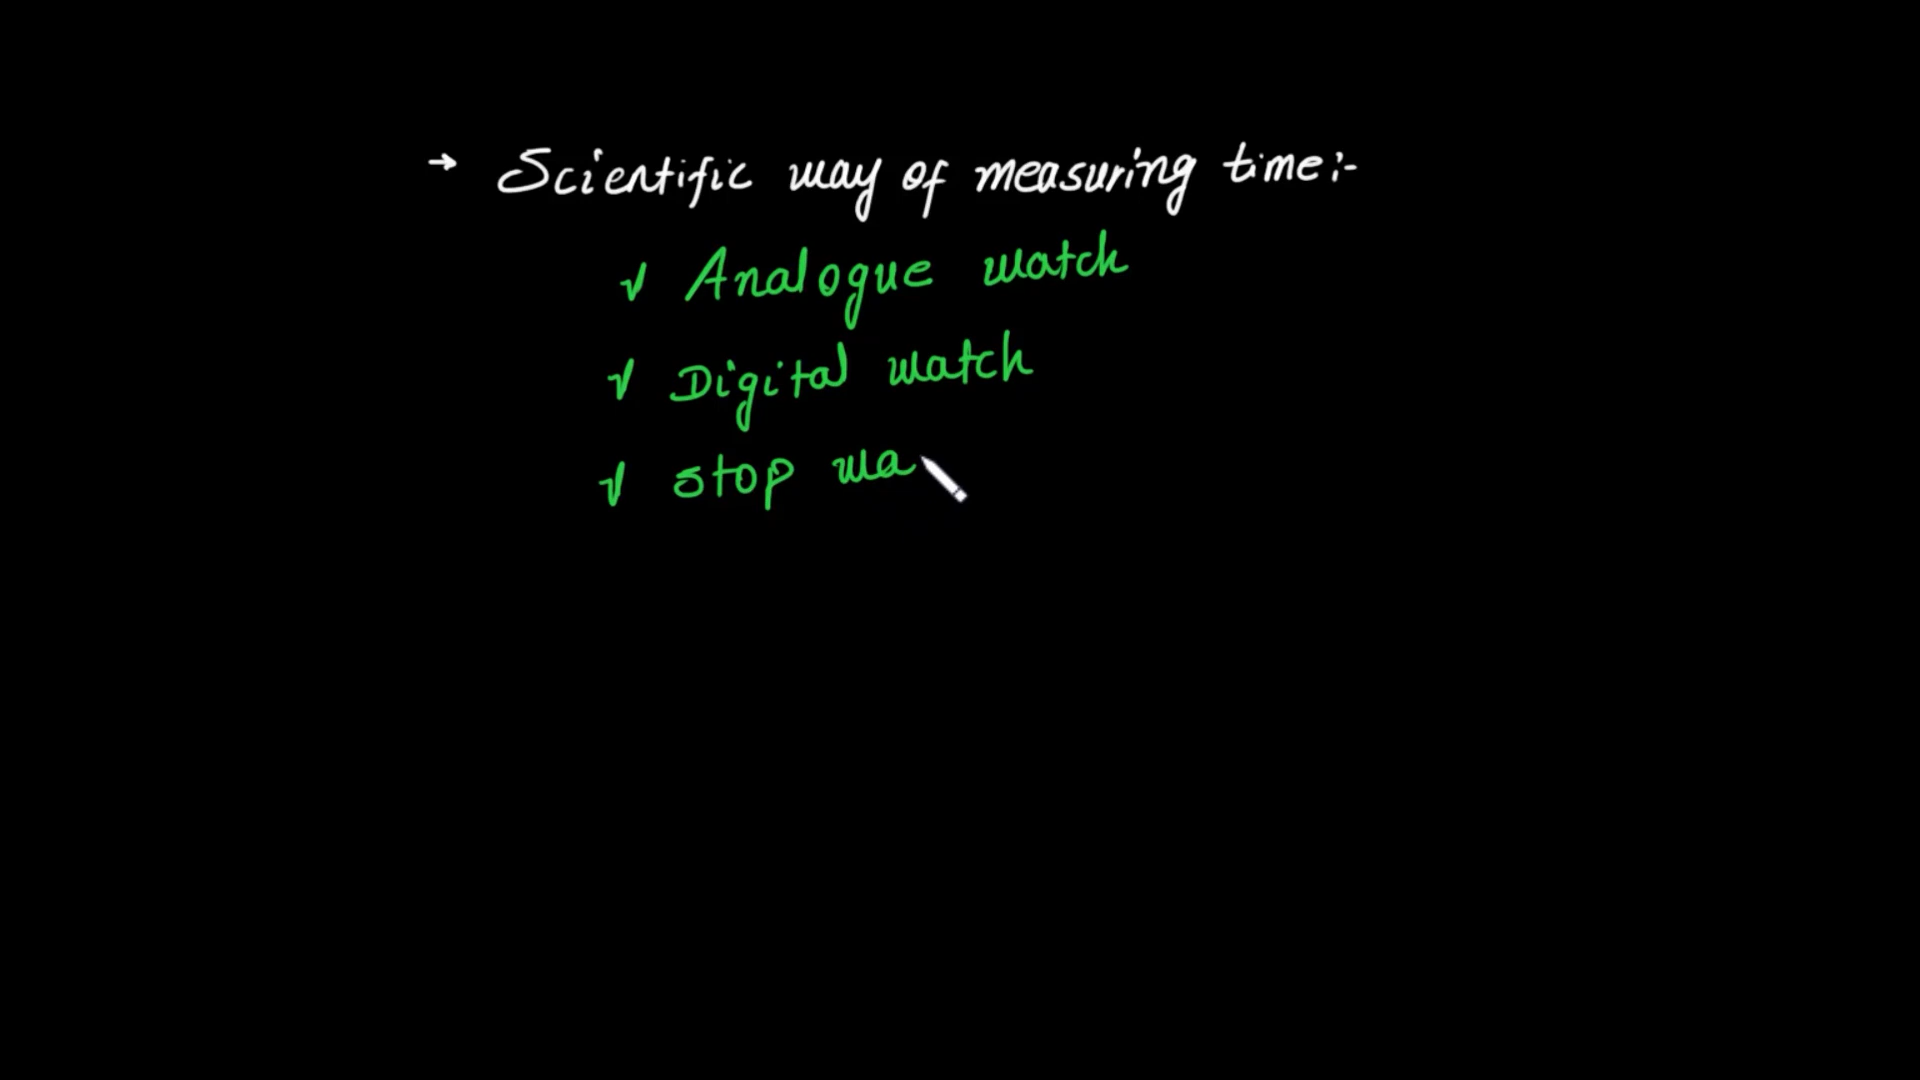 → Scientific way of measuring time:-
✓ Analogue watch
✓ Digital watch
✓ stop wa